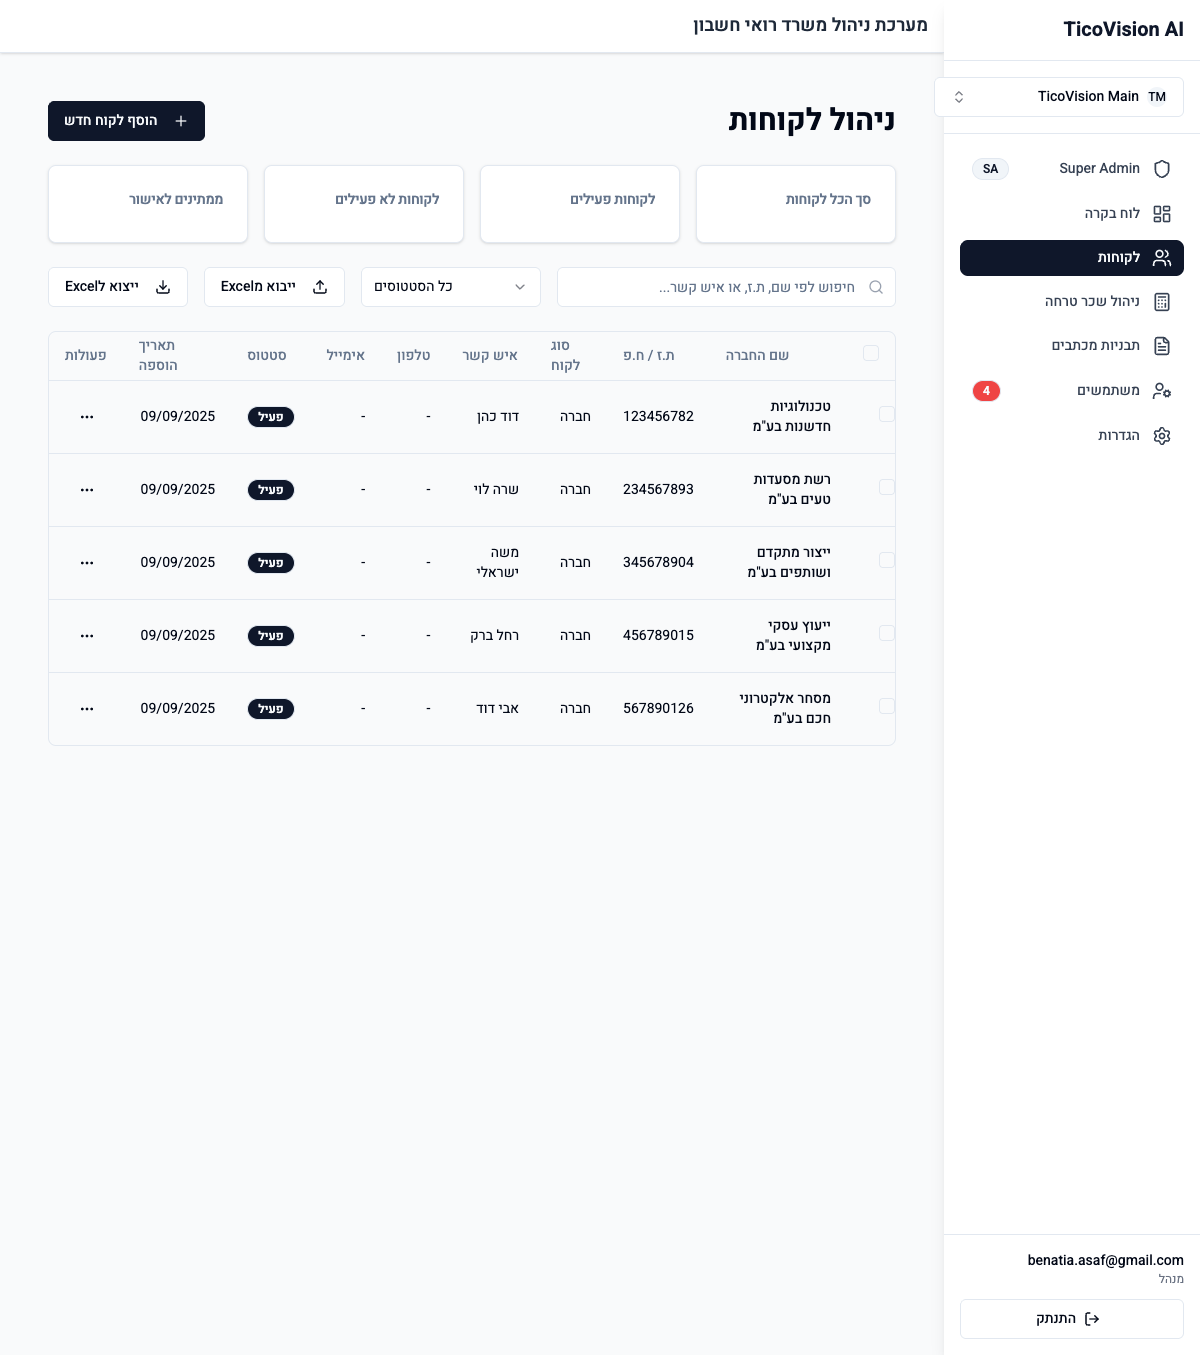 TicoVision AI
TM TicoVision Main
Super Admin SA
לוח בקרה
לקוחות
ניהול שכר טרחה
תבניות מכתבים
משתמשים 4
הגדרות
benatia.asaf@gmail.com
מנהל
התנתק
מערכת ניהול משרד רואי חשבון
ניהול לקוחות
הוסף לקוח חדש
סך הכל לקוחות
לקוחות פעילים
לקוחות לא פעילים
ממתינים לאישור
חיפוש לפי שם, ת.ז, או איש קשר...
כל הסטטוסים
ייבוא מExcel
ייצוא לExcel
שם החברה
ת.ז / ח.פ
סוג
לקוח
איש קשר
טלפון
אימייל
סטטוס
תאריך
הוספה
פעולות
טכנולוגיות
חדשנות בע"מ
123456782
חברה
דוד כהן
-
-
פעיל
09/09/2025
רשת מסעדות
טעים בע"מ
234567893
חברה
שרה לוי
-
-
פעיל
09/09/2025
ייצור מתקדם
ושותפים בע"מ
345678904
חברה
משה
ישראלי
-
-
פעיל
09/09/2025
ייעוץ עסקי
מקצועי בע"מ
456789015
חברה
רחל ברק
-
-
פעיל
09/09/2025
מסחר אלקטרוני
חכם בע"מ
567890126
חברה
אבי דוד
-
-
פעיל
09/09/2025